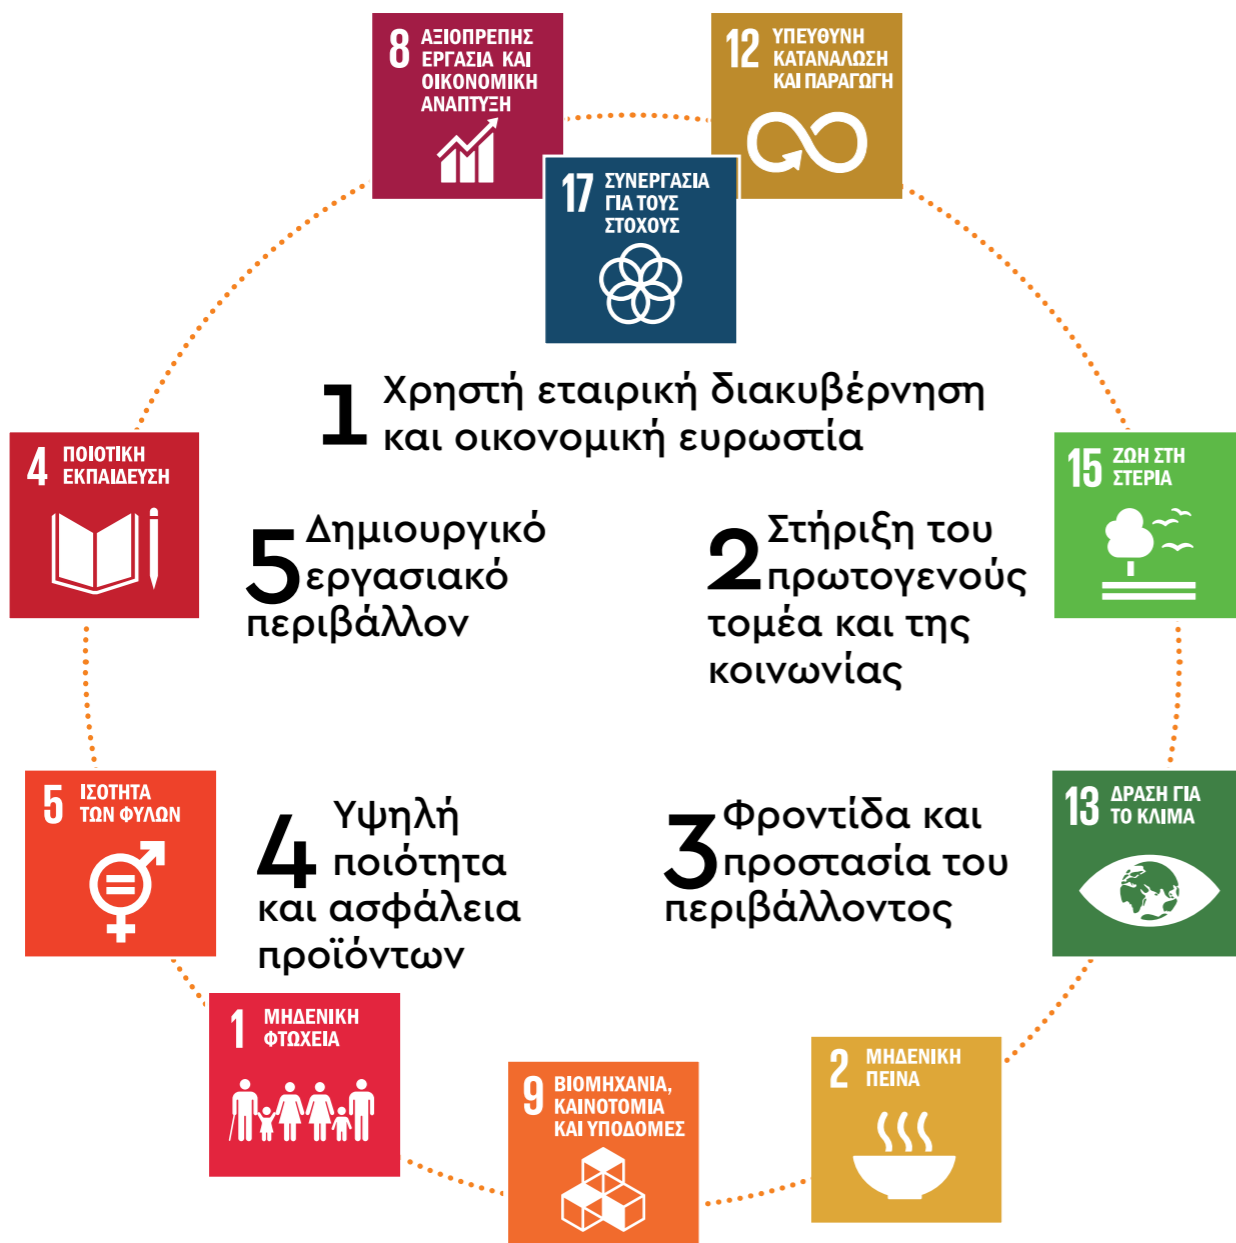 8 ΑΞΙΟΠΡΕΠΗΣ
ΕΡΓΑΣΙΑ ΚΑΙ
ΟΙΚΟΝΟΜΙΚΗ
ΑΝΑΠΤΥΞΗ
12 ΥΠΕΥΘΥΝΗ
ΚΑΤΑΝΑΛΩΣΗ
ΚΑΙ ΠΑΡΑΓΩΓΗ
17 ΣΥΝΕΡΓΑΣΙΑ
ΓΙΑ ΤΟΥΣ
ΣΤΟΧΟΥΣ
1 Χρηστή εταιρική διακυβέρνηση
και οικονομική ευρωστία
4 ΠΟΙΟΤΙΚΗ
ΕΚΠΑΙΔΕΥΣΗ
5 Δημιουργικό
εργασιακό
περιβάλλον
2 Στήριξη του
πρωτογενούς
τομέα και της
κοινωνίας
15 ΖΩΗ ΣΤΗ
ΣΤΕΡΙΑ
5 ΙΣΟΤΗΤΑ
ΤΩΝ ΦΥΛΩΝ
4 Υψηλή
ποιότητα
και ασφάλεια
προϊόντων
3 Φροντίδα και
προστασία του
περιβάλλοντος
13 ΔΡΑΣΗ ΓΙΑ
ΤΟ ΚΛΙΜΑ
1 ΜΗΔΕΝΙΚΗ
ΦΤΩΧΕΙΑ
9 ΒΙΟΜΗΧΑΝΙΑ,
ΚΑΙΝΟΤΟΜΙΑ
ΚΑΙ ΥΠΟΔΟΜΕΣ
2 ΜΗΔΕΝΙΚΗ
ΠΕΙΝΑ